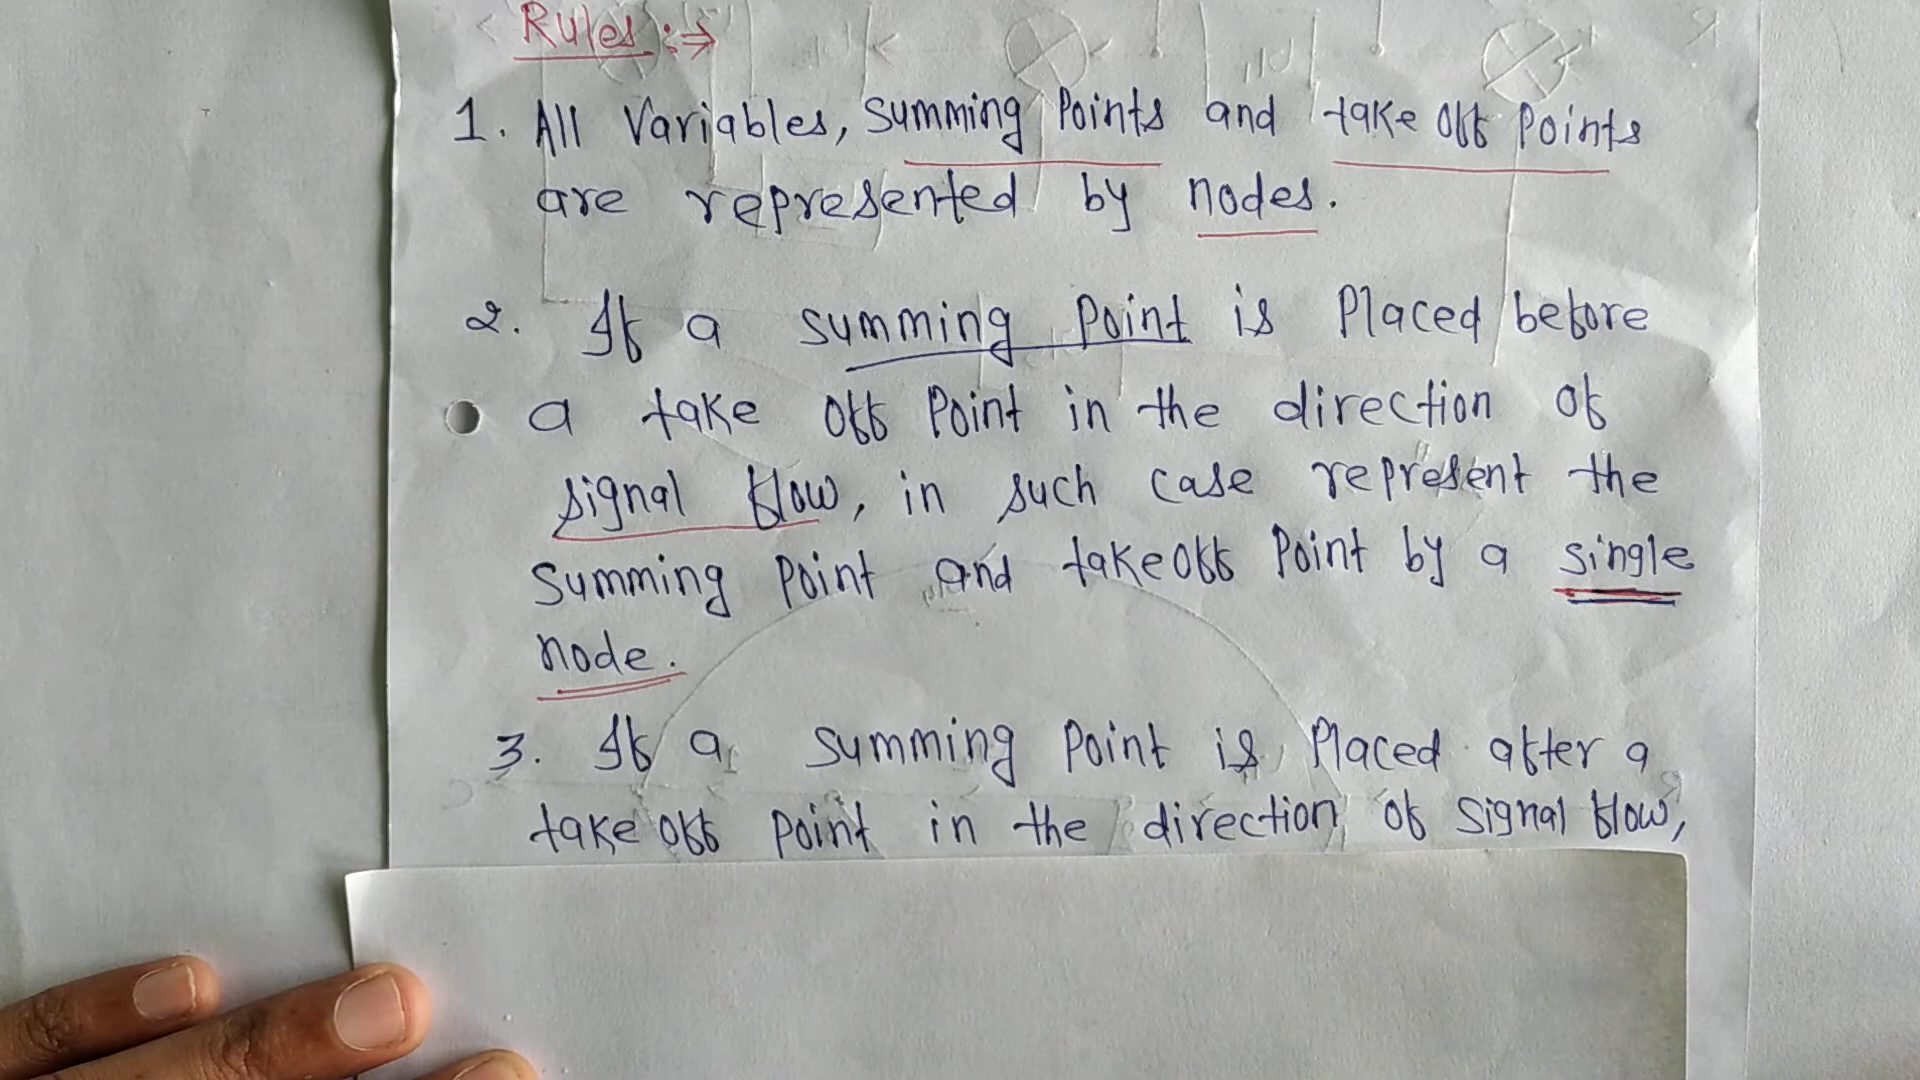 Rules :⇒
1. All Variables, Summing Points and take off points
are represented by nodes.
2. If a summing point is placed before
a take off point in the direction of
signal flow, in such case represent the
summing point and takeoff point by a single
node.
3. If a summing point is placed after a
take off point in the direction of signal flow,